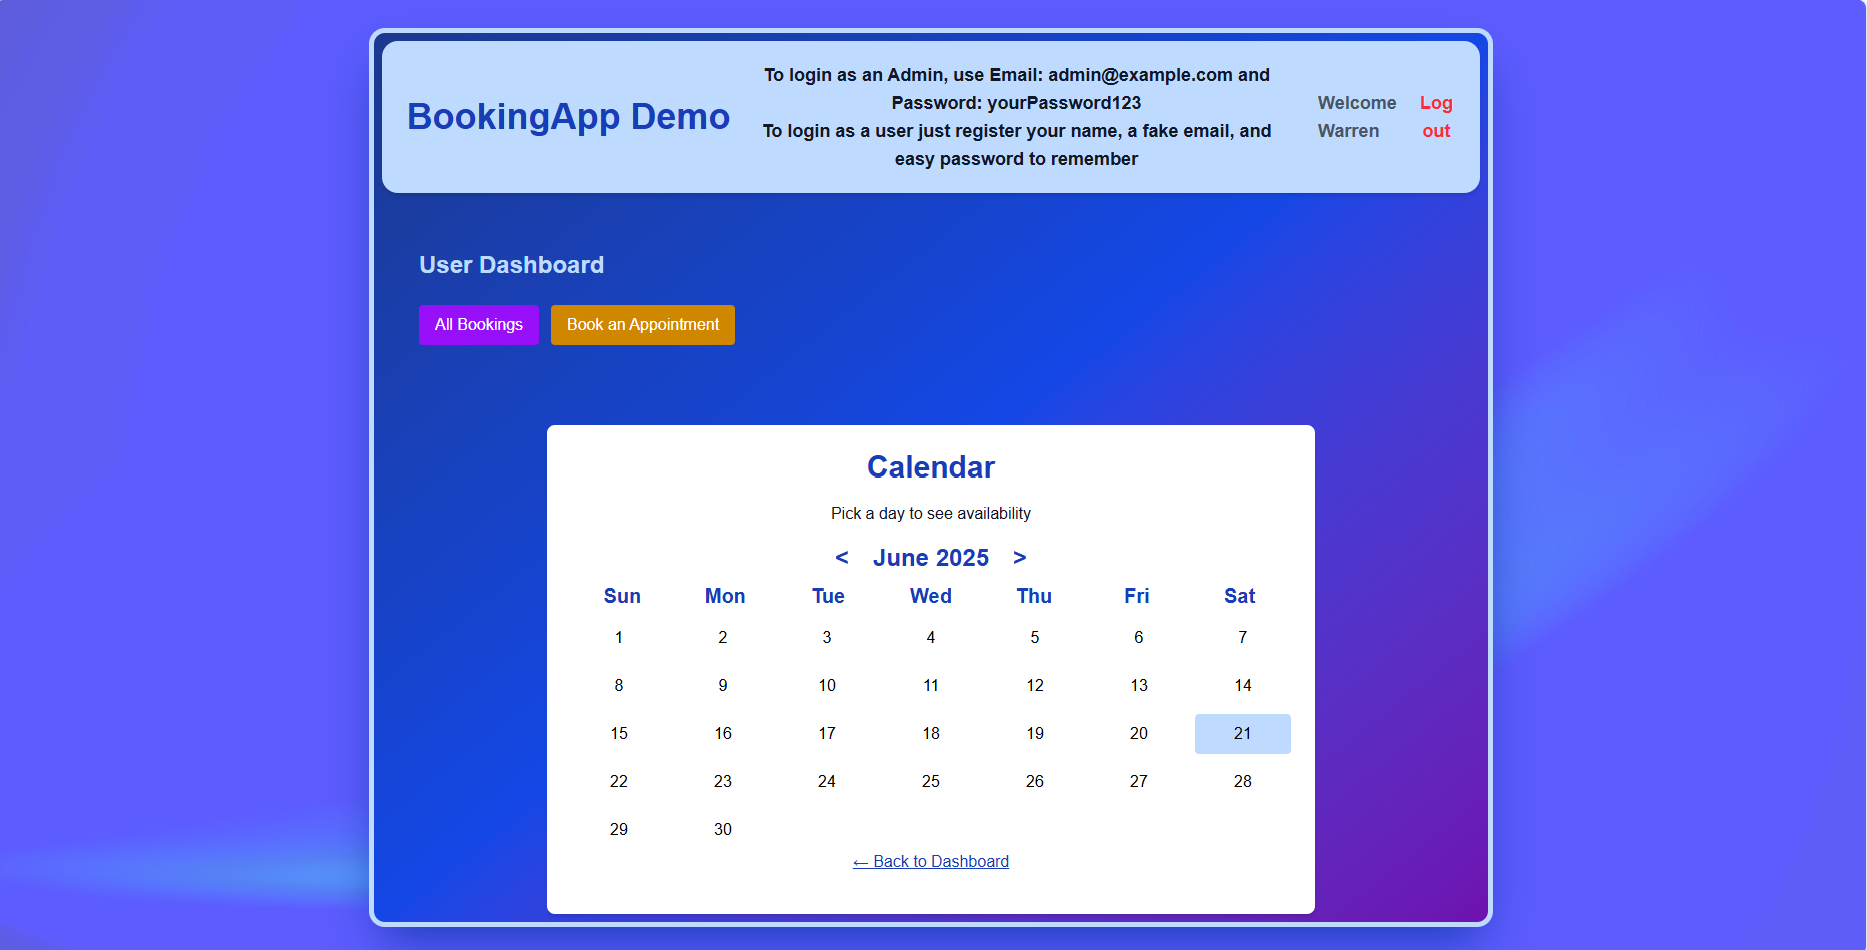 BookingApp Demo
To login as an Admin, use Email: admin@example.com and
Password: yourPassword123
To login as a user just register your name, a fake email, and
easy password to remember
Welcome
Warren
Log
out
User Dashboard
All Bookings
Book an Appointment
Calendar
Pick a day to see availability
< June 2025 >
Sun Mon Tue Wed Thu Fri Sat
1 2 3 4 5 6 7
8 9 10 11 12 13 14
15 16 17 18 19 20 21
22 23 24 25 26 27 28
29 30
← Back to Dashboard